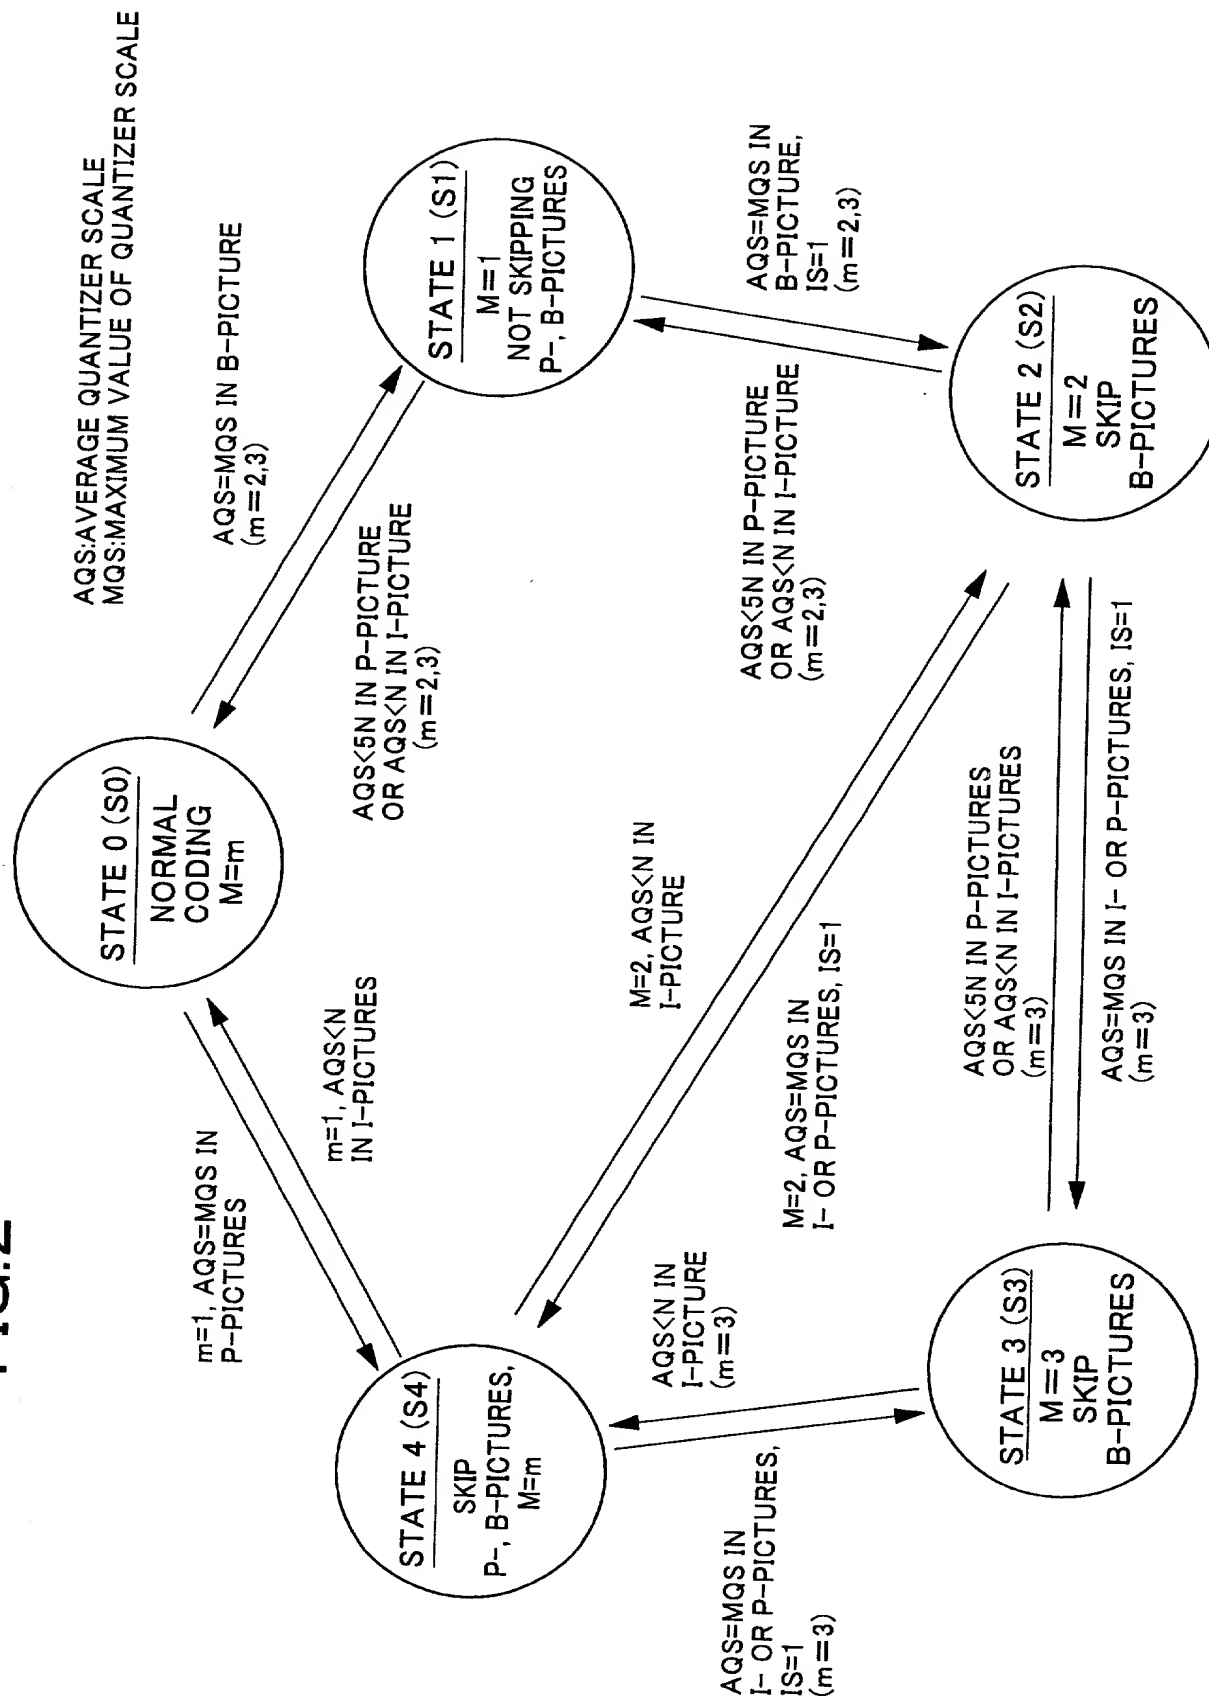 AQS:AVERAGE QUANTIZER SCALE
MQS:MAXIMUM VALUE OF QUANTIZER SCALE
STATE 0 (S0)
NORMAL
CODING
M=m
m=1, AQS=MQS IN
P-PICTURES
m=1, AQS<N
IN I-PICTURES
AQS=MQS IN B-PICTURE
(m=2,3)
AQS<5N IN P-PICTURE
OR AQS<N IN I-PICTURE
(m=2,3)
STATE 4 (S4)
SKIP
P-, B-PICTURES,
M=m
STATE 1 (S1)
M=1
NOT SKIPPING
P-, B-PICTURES
M=2, AQS<N IN
I-PICTURE
M=2, AQS=MQS IN
I- OR P-PICTURES, IS=1
AQS<5N IN P-PICTURE
OR AQS<N IN I-PICTURE
(m=2,3)
AQS=MQS IN
B-PICTURE,
IS=1
(m=2,3)
AQS=MQS IN
I- OR P-PICTURES,
IS=1
(m=3)
AQS<N IN
I-PICTURE
(m=3)
AQS<5N IN P-PICTURES
OR AQS<N IN I-PICTURES
(m=3)
AQS=MQS IN I- OR P-PICTURES, IS=1
(m=3)
STATE 3 (S3)
M=3
SKIP
B-PICTURES
STATE 2 (S2)
M=2
SKIP
B-PICTURES